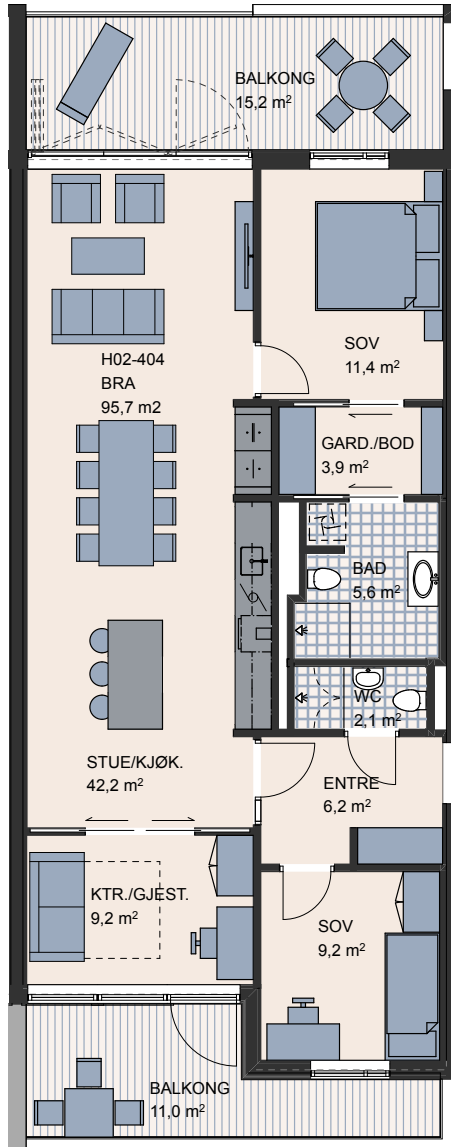 BALKONG
15,2 m²
SOV
11,4 m²
H02-404
BRA
95,7 m2
GARD./BOD
3,9 m²
BAD
5,6 m²
WC
2,1 m²
STUE/KJØK.
42,2 m²
ENTRE
6,2 m²
KTR./GJEST.
9,2 m²
SOV
9,2 m²
BALKONG
11,0 m²